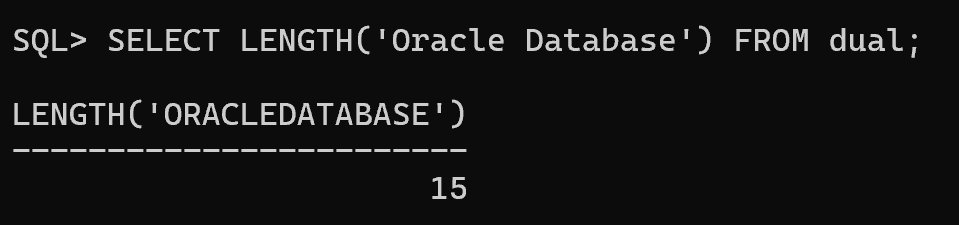 SQL> SELECT LENGTH('Oracle Database') FROM dual;
LENGTH('ORACLEDATABASE')
------------------------
15